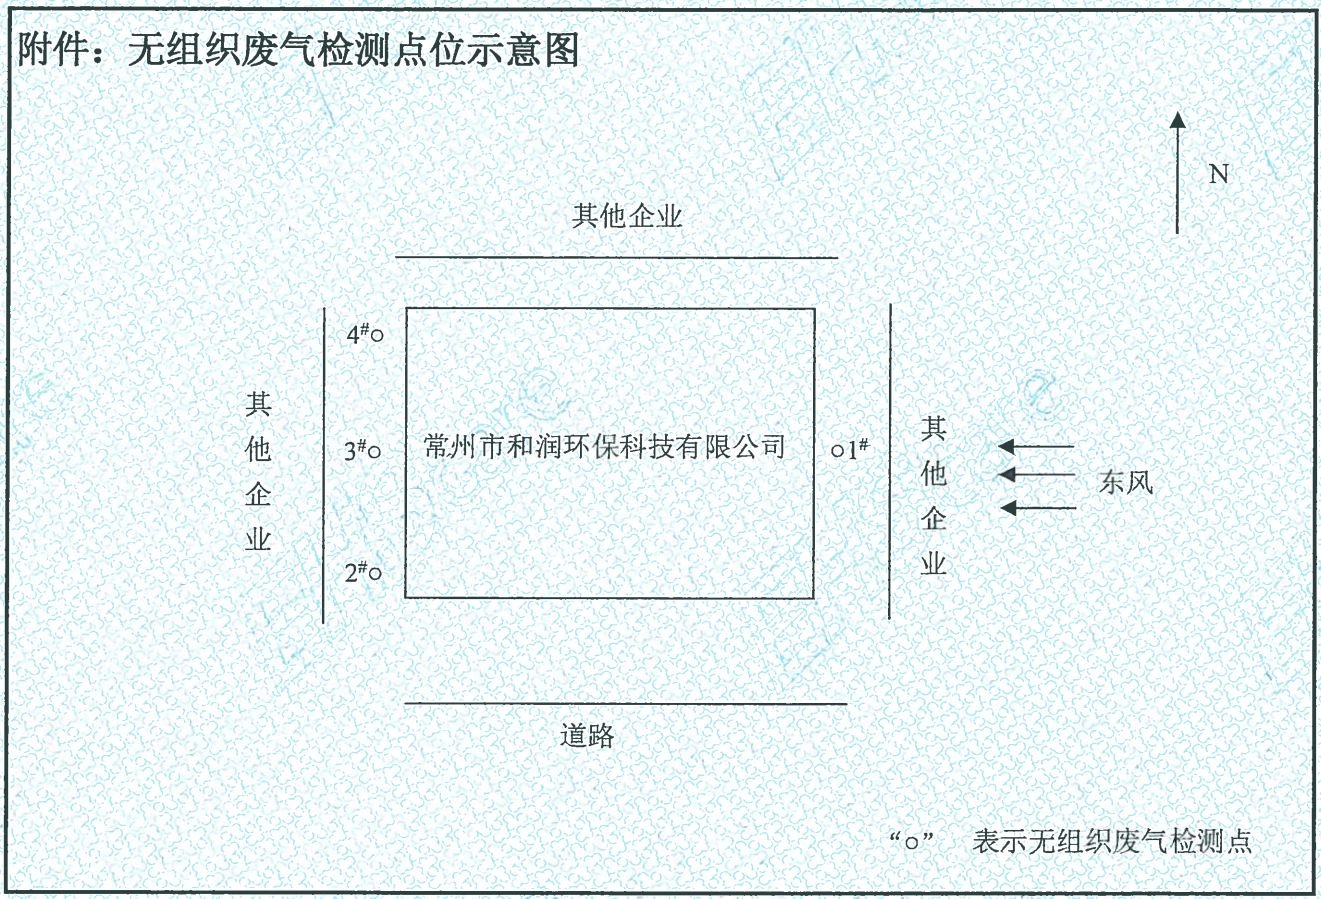 附件：无组织废气检测点位示意图
N
其他企业
4#○
其他企业
3#○
常州市和润环保科技有限公司
○1#
其他企业
东风
2#○
道路
“○” 表示无组织废气检测点